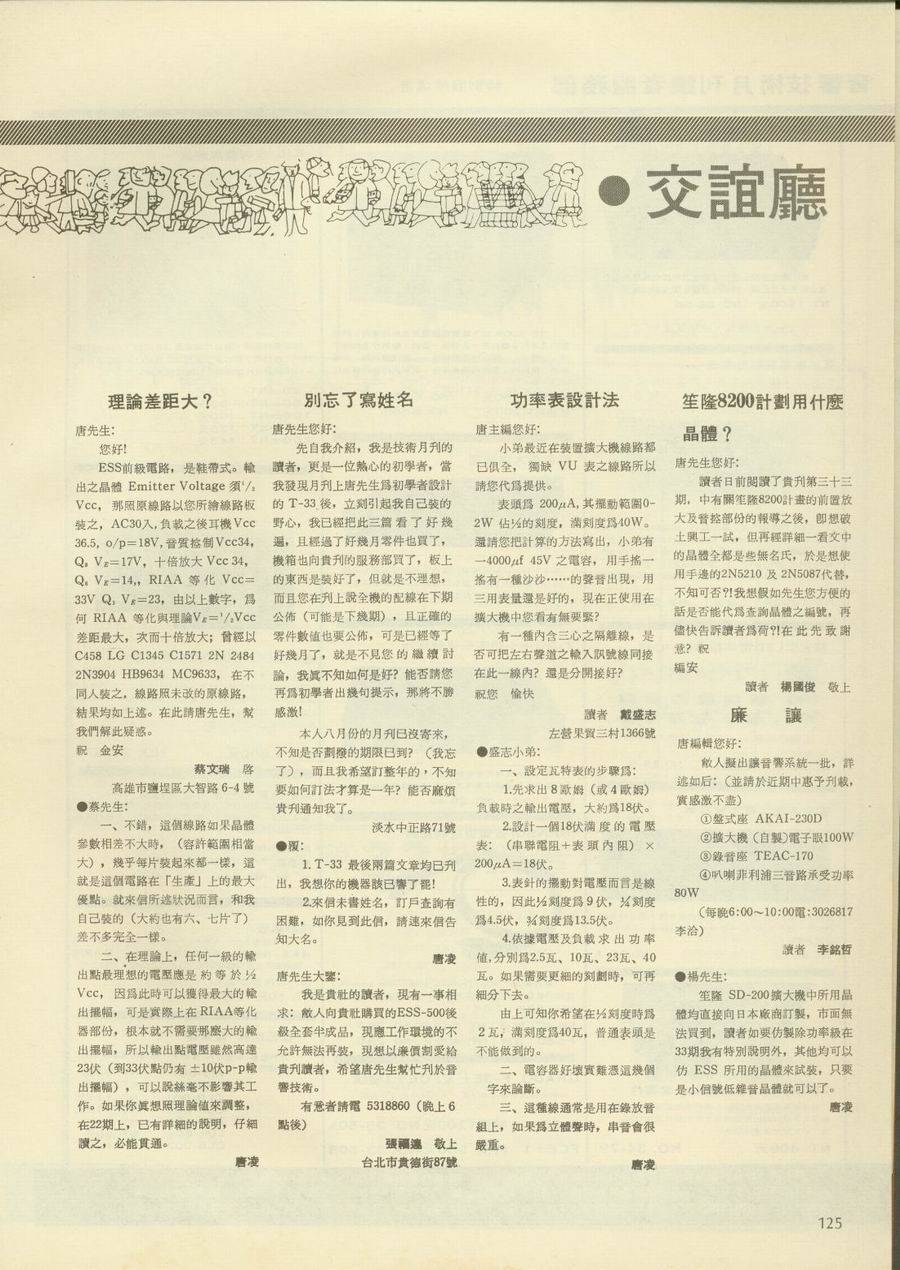 ●交誼廳
理論差距大？
唐先生：
您好！
ESS前級電路，是鞋帶式。輸
出之晶體 Emitter Voltage 須¹/₂
Vcc，那照原線路以您所繪線路板
裝之，AC30入，負載之後耳機Vcc
36.5, o/p=18V,音質控制Vcc34,
Q₈ V_E=17V，十倍放大 Vcc 34,
Q₆ V_E=14,, RIAA 等化 Vcc=
33V Q₂ V_E=23，由以上數字，爲
何 RIAA 等化與理論V_E=¹/₂Vcc
差距最大，次而十倍放大；曾經以
C458 LG C1345 C1571 2N 2484
2N3904 HB9634 MC9633，在不
同人裝之，線路照未改的原線路，
結果均如上述。在此請唐先生，幫
我們解此疑惑。
祝　金安
蔡文瑞　啓
高雄市鹽埕區大智路 6-4 號
●蔡先生：
一、不錯，這個線路如果晶體
參數相差不大時，（容許範圍相當
大），幾乎每片裝起來都一樣，這
就是這個電路在「生產」上的最大
優點。就來信所述狀況而言，和我
自己裝的（大約也有六、七片了）
差不多完全一樣。
二、在理論上，任何一級的輸
出點最理想的電壓應是約等於½
Vcc，因爲此時可以獲得最大的輸
出擺幅，可是實際上在RIAA等化
器部份，根本就不需要那麼大的輸
出擺幅，所以輸出點電壓雖然高達
23伏（到33伏點仍有 ±10伏p-p輸
出擺幅），可以說絲毫不影響其工
作。如果你眞想照理論值來調整，
在22期上，已有詳細的說明，仔細
讀之，必能貫通。
唐凌
別忘了寫姓名
唐先生您好：
先自我介紹，我是技術月刋的
讀者，更是一位熱心的初學者，當
我發現月刋上唐先生爲初學者設計
的 T-33 後，立刻引起我自己裝的
野心，我已經把此三篇看了好幾
遍，且經過了好幾月零件也買了，
機箱也向貴刋的服務部買了，板上
的東西是裝好了，但就是不理想，
而且您在刋上說全機的配線在下期
公佈（可能是下幾期），且正確的
零件數値也要公佈，可是已經等了
好幾月了，就是不見您的繼續討
論，我眞不知如何是好？能否請您
再爲初學者出幾句提示，那將不勝
感激！
本人八月份的月刋已沒寄來，
不知是否劃撥的期限已到？（我忘
了），而且我希望訂整年的，不知
要如何訂法才算是一年？能否麻煩
貴刋通知我了。
淡水中正路71號
●覆：
1. T-33 最後兩篇文章均已刋
出，我想你的機器該已響了罷！
2.來信未書姓名，訂戶查詢有
困難，如你見到此信，請速來信告
知大名。
唐凌
唐先生大鑒：
我是貴社的讀者，現有一事相
求：敝人向貴社購買的ESS-500後
級全套半成品，現應工作環境的不
允許無法再裝，現想以廉價割愛給
貴刋讀者，希望唐先生幫忙刋於音
響技術。
有意者請電 5318860（晚上 6
點後）
張福進　敬上
台北市貴德街87號
功率表設計法
唐主編您好：
小弟最近在裝置擴大機線路都
已俱全，獨缺 VU 表之線路所以
請您代爲提供。
表頭爲 200μA，其擺動範圍0-
2W 佔½的刻度，滿刻度爲40W。
還請您把計算的方法寫出，小弟有
一4000μf 45V 之電容，用手搖一
搖有一種沙沙……的聲音出現，用
三用表量還是好的，現在正使用在
擴大機中您看有無要緊？
有一種內含三心之隔離線，是
否可把左右聲道之輸入訊號線同接
在此一線內？還是分開接好？
祝您　愉快
讀者　戴盛志
左營果貿三村1366號
●盛志小弟：
一、設定瓦特表的步驟爲：
1.先求出 8 歐姆（或 4 歐姆）
負載時之輸出電壓，大約爲18伏。
2.設計一個18伏滿度的電壓
表：（串聯電阻＋表頭內阻）×
200μA=18伏。
3.表針的擺動對電壓而言是線
性的，因此½刻度爲 9 伏，¼刻度
爲4.5伏，¾刻度爲13.5伏。
4.依據電壓及負載求出功率
値，分別爲2.5瓦、10瓦、23瓦、40
瓦。如果需要更細的刻劃時，可再
細分下去。
由上可知你希望在½刻度時爲
2 瓦，滿刻度爲40瓦，普通表頭是
不能做到的。
二、電容器好壞實難憑這幾個
字來論斷。
三、這種線通常是用在錄放音
組上，如果爲立體聲時，串音會很
嚴重。
唐凌
笙隆8200計劃用什麼
晶體？
唐先生您好：
讀者日前閱讀了貴刋第三十三
期，中有關笙隆8200計畫的前置放
大及音控部份的報導之後，卽想破
土興工一試，但再經詳細一看文中
的晶體全都是些無名氏，於是想使
用手邊的2N5210 及 2N5087代替，
不知可否?!我想假如先生您方便的
話是否能代爲查詢晶體之編號，再
儘快告訴讀者爲荷?!在此先致謝
意？祝
編安
讀者　楊國俊　敬上
廉　讓
唐編輯您好：
敝人擬出讓音響系統一批，詳
述如后：（並請於近期中惠予刋載，
實感激不盡）
①盤式座 AKAI-230D
②擴大機（自製）電子眼100W
③錄音座 TEAC-170
④叭喇菲利浦三音路承受功率
80W
（每晚6:00～10:00電:3026817
李洽）
讀者　李銘哲
●楊先生：
笙隆 SD-200擴大機中所用晶
體均直接向日本廠商訂製，市面無
法買到，讀者如要仿製除功率級在
33期我有特別說明外，其他均可以
仿 ESS 所用的晶體來試裝，只要
是小信號低雜音晶體就可以了。
唐凌
125